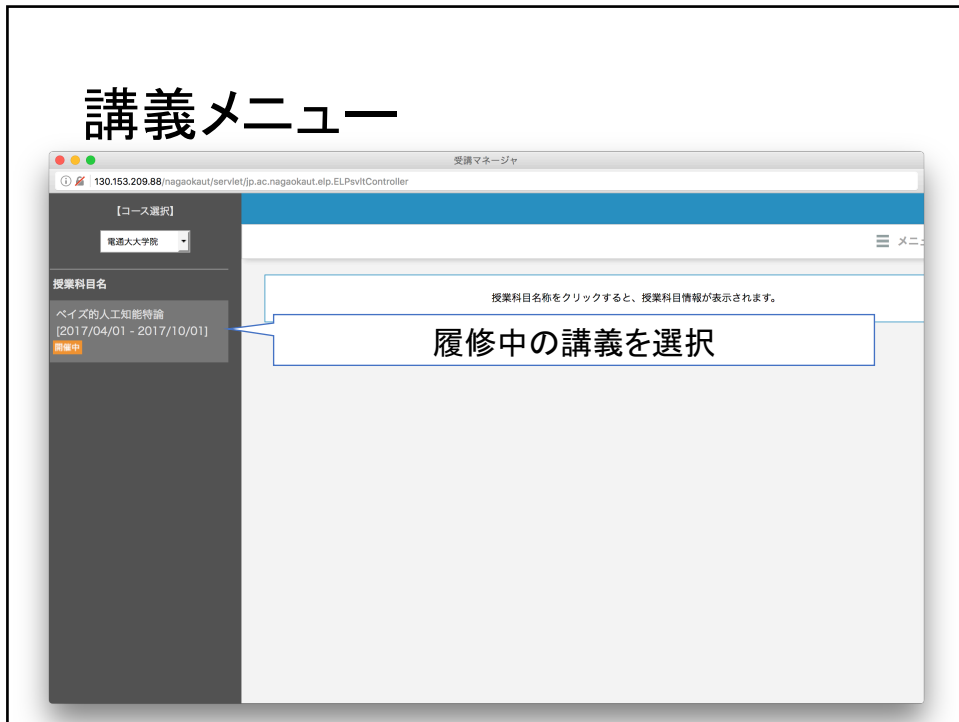 講義メニュー
受講マネージャ
130.153.209.88/nagaokaut/servlet/jp.ac.nagaokaut.elp.ELPsvltController
【コース選択】
電通大大学院
メニ
授業科目名
授業科目名称をクリックすると、授業科目情報が表示されます。
ベイズ的人工知能特論
[2017/04/01 - 2017/10/01]
開催中
履修中の講義を選択